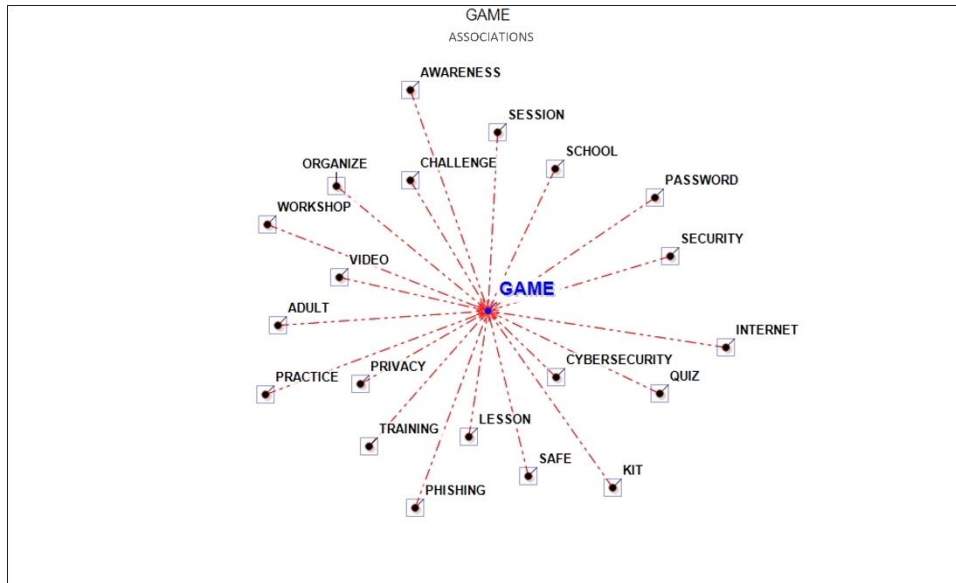 GAME
ASSOCIATIONS
AWARENESS
SESSION
SCHOOL
CHALLENGE
ORGANIZE
PASSWORD
WORKSHOP
SECURITY
VIDEO
GAME
ADULT
INTERNET
CYBERSECURITY
PRIVACY
QUIZ
PRACTICE
LESSON
TRAINING
SAFE
KIT
PHISHING